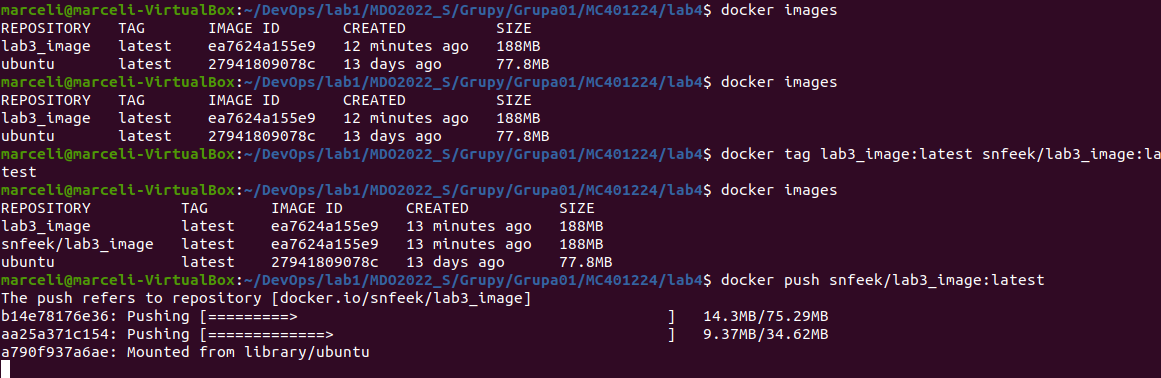 marceli@marceli-VirtualBox:~/DevOps/lab1/MDO2022_S/Grupy/Grupa01/MC401224/lab4$ docker images
REPOSITORY   TAG       IMAGE ID       CREATED          SIZE
lab3_image   latest    ea7624a155e9   12 minutes ago   188MB
ubuntu       latest    27941809078c   13 days ago      77.8MB
marceli@marceli-VirtualBox:~/DevOps/lab1/MDO2022_S/Grupy/Grupa01/MC401224/lab4$ docker images
REPOSITORY   TAG       IMAGE ID       CREATED          SIZE
lab3_image   latest    ea7624a155e9   12 minutes ago   188MB
ubuntu       latest    27941809078c   13 days ago      77.8MB
marceli@marceli-VirtualBox:~/DevOps/lab1/MDO2022_S/Grupy/Grupa01/MC401224/lab4$ docker tag lab3_image:latest snfeek/lab3_image:la
test
marceli@marceli-VirtualBox:~/DevOps/lab1/MDO2022_S/Grupy/Grupa01/MC401224/lab4$ docker images
REPOSITORY          TAG       IMAGE ID       CREATED          SIZE
lab3_image          latest    ea7624a155e9   13 minutes ago   188MB
snfeek/lab3_image   latest    ea7624a155e9   13 minutes ago   188MB
ubuntu              latest    27941809078c   13 days ago      77.8MB
marceli@marceli-VirtualBox:~/DevOps/lab1/MDO2022_S/Grupy/Grupa01/MC401224/lab4$ docker push snfeek/lab3_image:latest
The push refers to repository [docker.io/snfeek/lab3_image]
b14e78176e36: Pushing [=========>                                         ]   14.3MB/75.29MB
aa25a371c154: Pushing [=============>                                     ]   9.37MB/34.62MB
a790f937a6ae: Mounted from library/ubuntu